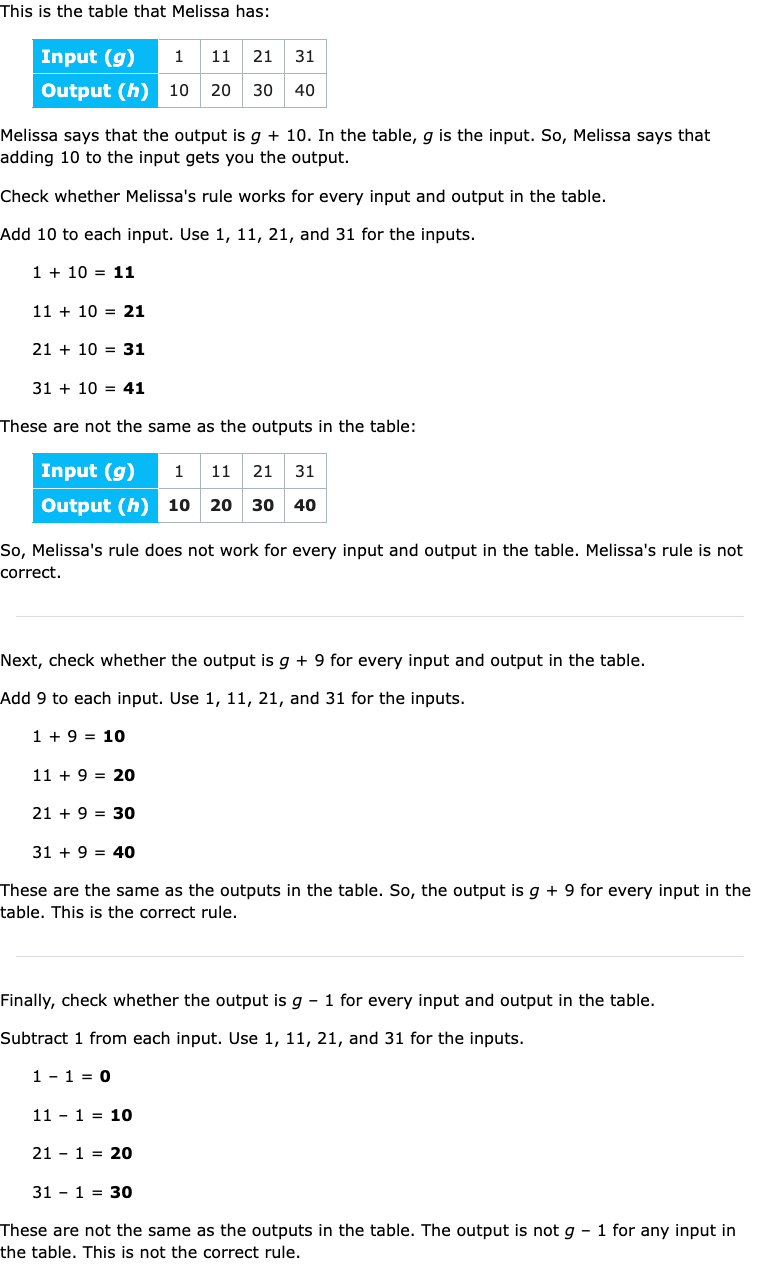 This is the table that Melissa has:
Input (g) 1 11 21 31
Output (h) 10 20 30 40
Melissa says that the output is g + 10. In the table, g is the input. So, Melissa says that
adding 10 to the input gets you the output.
Check whether Melissa's rule works for every input and output in the table.
Add 10 to each input. Use 1, 11, 21, and 31 for the inputs.
1 + 10 = 11
11 + 10 = 21
21 + 10 = 31
31 + 10 = 41
These are not the same as the outputs in the table:
Input (g) 1 11 21 31
Output (h) 10 20 30 40
So, Melissa's rule does not work for every input and output in the table. Melissa's rule is not
correct.
Next, check whether the output is g + 9 for every input and output in the table.
Add 9 to each input. Use 1, 11, 21, and 31 for the inputs.
1 + 9 = 10
11 + 9 = 20
21 + 9 = 30
31 + 9 = 40
These are the same as the outputs in the table. So, the output is g + 9 for every input in the
table. This is the correct rule.
Finally, check whether the output is g − 1 for every input and output in the table.
Subtract 1 from each input. Use 1, 11, 21, and 31 for the inputs.
1 − 1 = 0
11 − 1 = 10
21 − 1 = 20
31 − 1 = 30
These are not the same as the outputs in the table. The output is not g − 1 for any input in
the table. This is not the correct rule.